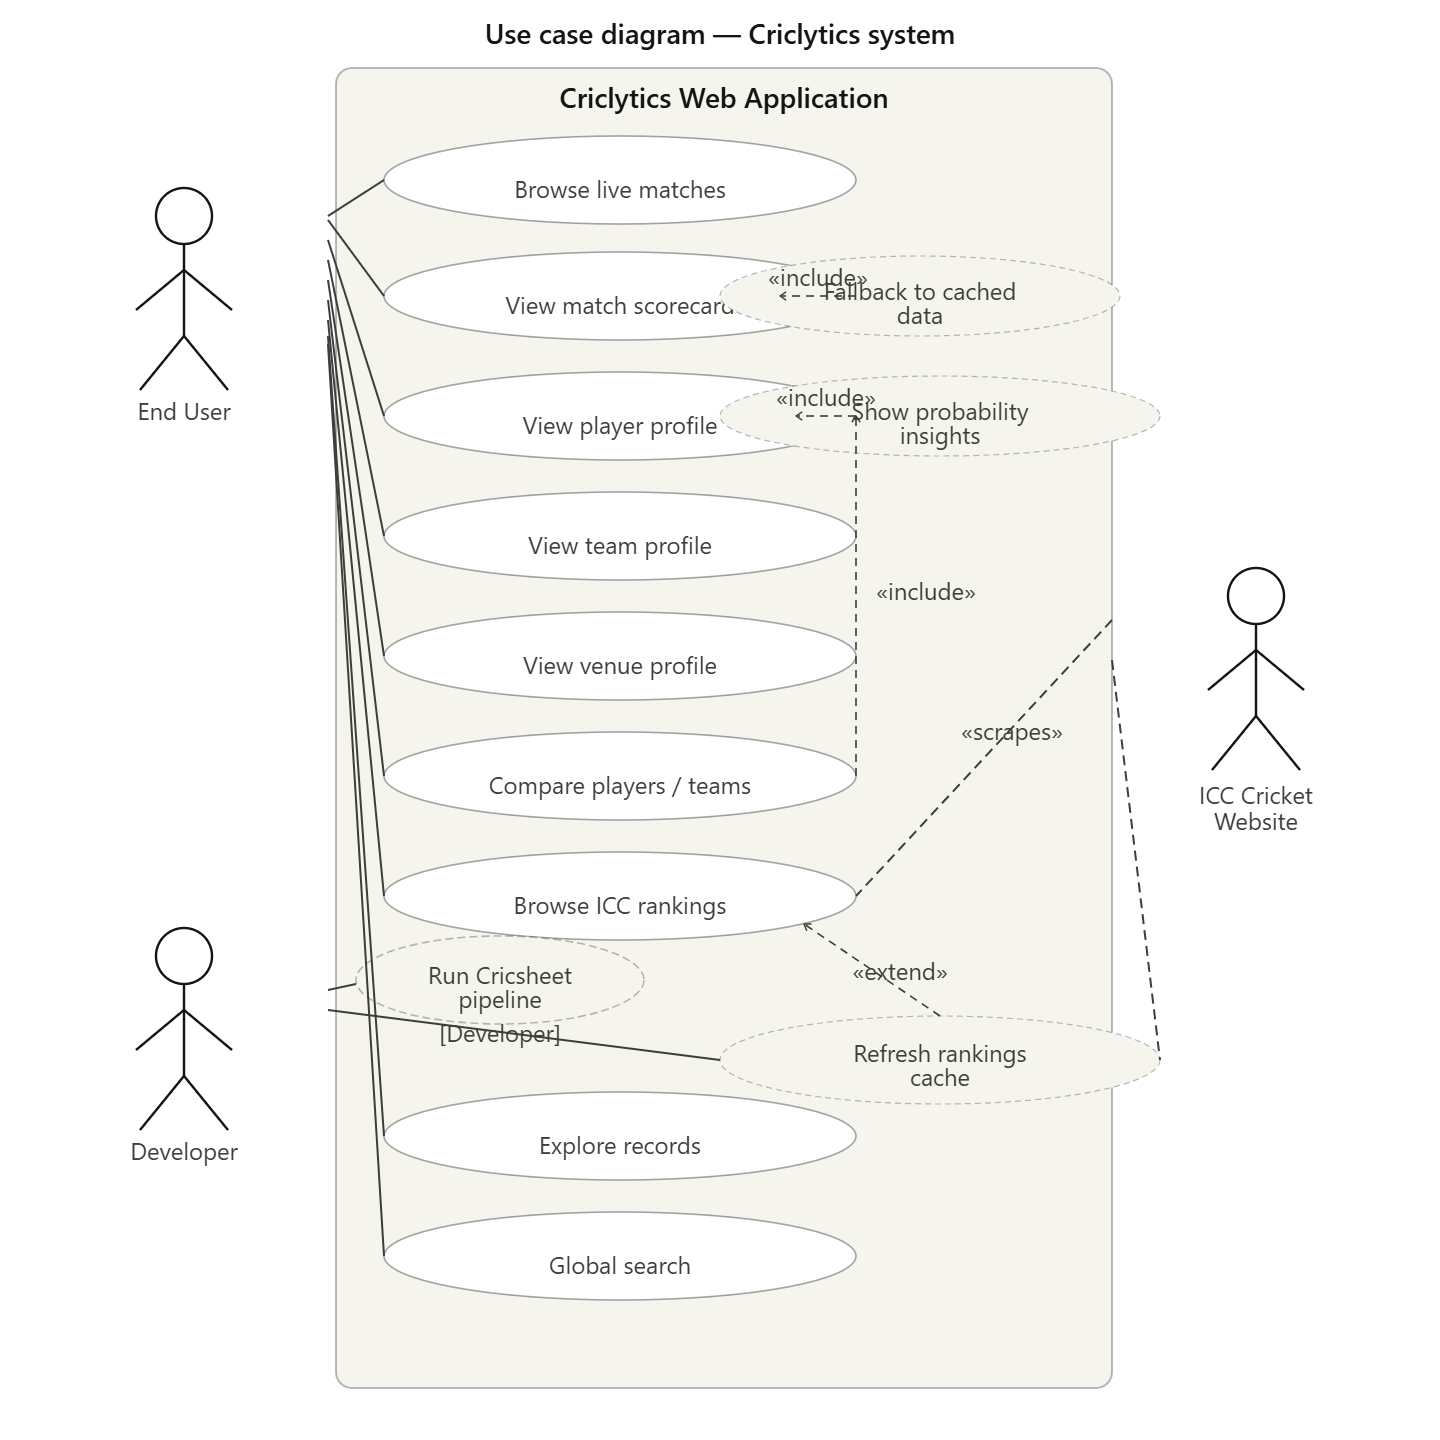 Use case diagram — Criclytics system
Criclytics Web Application
Browse live matches
View match scorecard
«include»
Fallback to cached
data
View player profile
«include»
Show probability
insights
End User
View team profile
«include»
View venue profile
«scrapes»
Compare players / teams
ICC Cricket
Website
Browse ICC rankings
«extend»
Run Cricsheet
pipeline
[Developer]
Refresh rankings
cache
Developer
Explore records
Global search